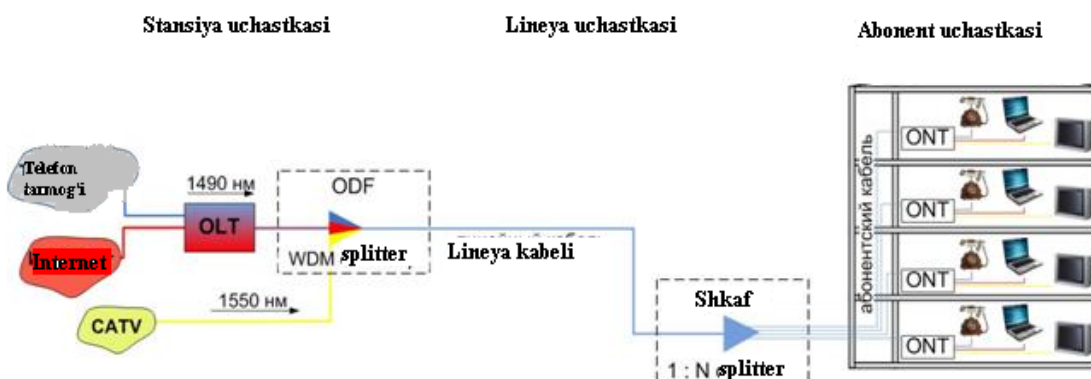 Stansiya uchastkasi
Lineya uchastkasi
Abonent uchastkasi
Telefon
tarmog'i
1490 нм
OLT
ODF
WDM splitter
Internet
Lineya kabeli
1550 нм
CATV
Shkaf
1 : N splitter
абонентский кабель
ONT
ONT
ONT
ONT